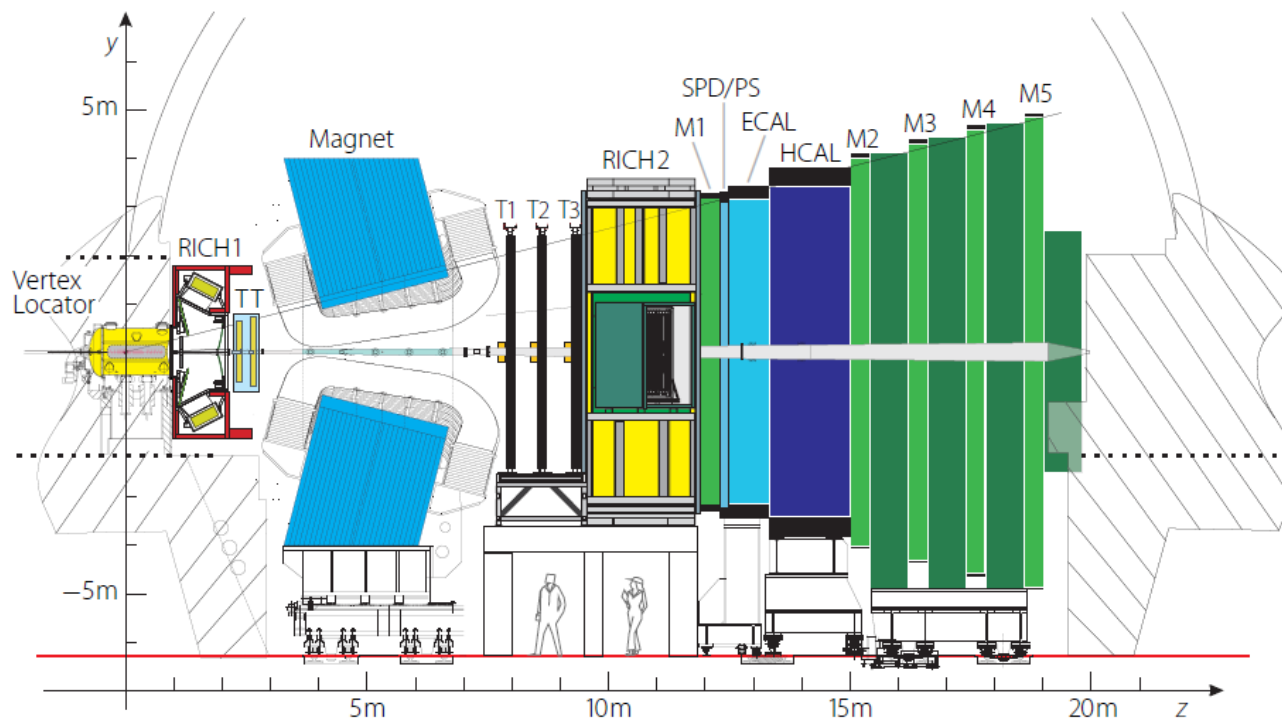 y
5m
SPD/PS
M5
M4
M3
ECAL
M1
M2
Magnet
HCAL
RICH2
T1
T2
T3
RICH1
Vertex
Locator
TT
−5m
5m
10m
15m
20m
z